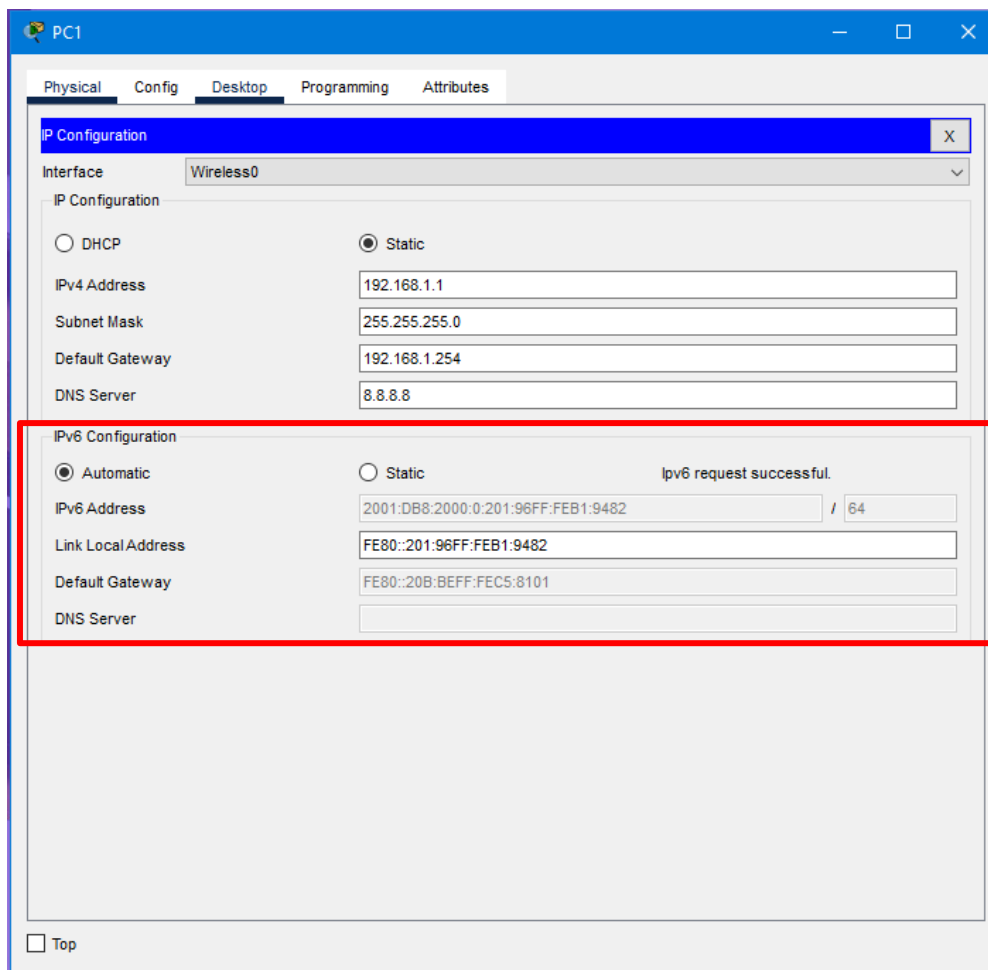 PC1
Physical Config Desktop Programming Attributes
IP Configuration X
Interface Wireless0
IP Configuration
DHCP Static
IPv4 Address 192.168.1.1
Subnet Mask 255.255.255.0
Default Gateway 192.168.1.254
DNS Server 8.8.8.8
IPv6 Configuration
Automatic Static Ipv6 request successful.
IPv6 Address 2001:DB8:2000:0:201:96FF:FEB1:9482 / 64
Link Local Address FE80::201:96FF:FEB1:9482
Default Gateway FE80::20B:BEFF:FEC5:8101
DNS Server
Top